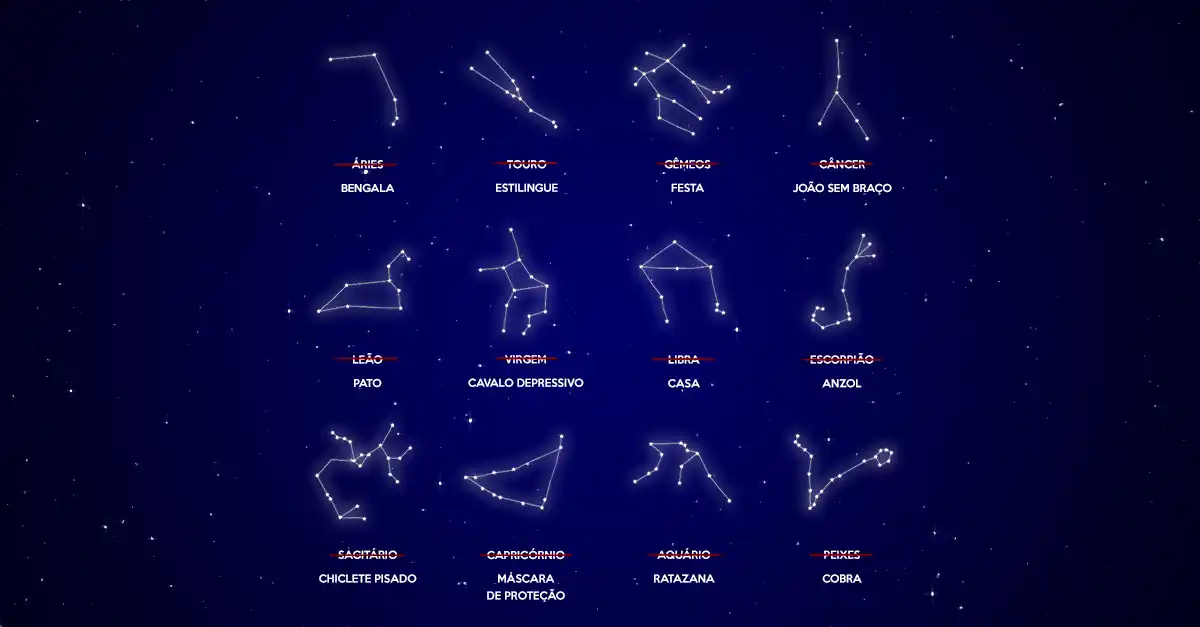 ÁRIES TOURO GÊMEOS CÂNCER
BENGALA ESTILINGUE FESTA JOÃO SEM BRAÇO
LEÃO VIRGEM LIBRA ESCORPIÃO
PATO CAVALO DEPRESSIVO CASA ANZOL
SAGITÁRIO CAPRICÓRNIO AQUÁRIO PEIXES
CHICLETE PISADO MÁSCARA RATAZANA COBRA
DE PROTEÇÃO